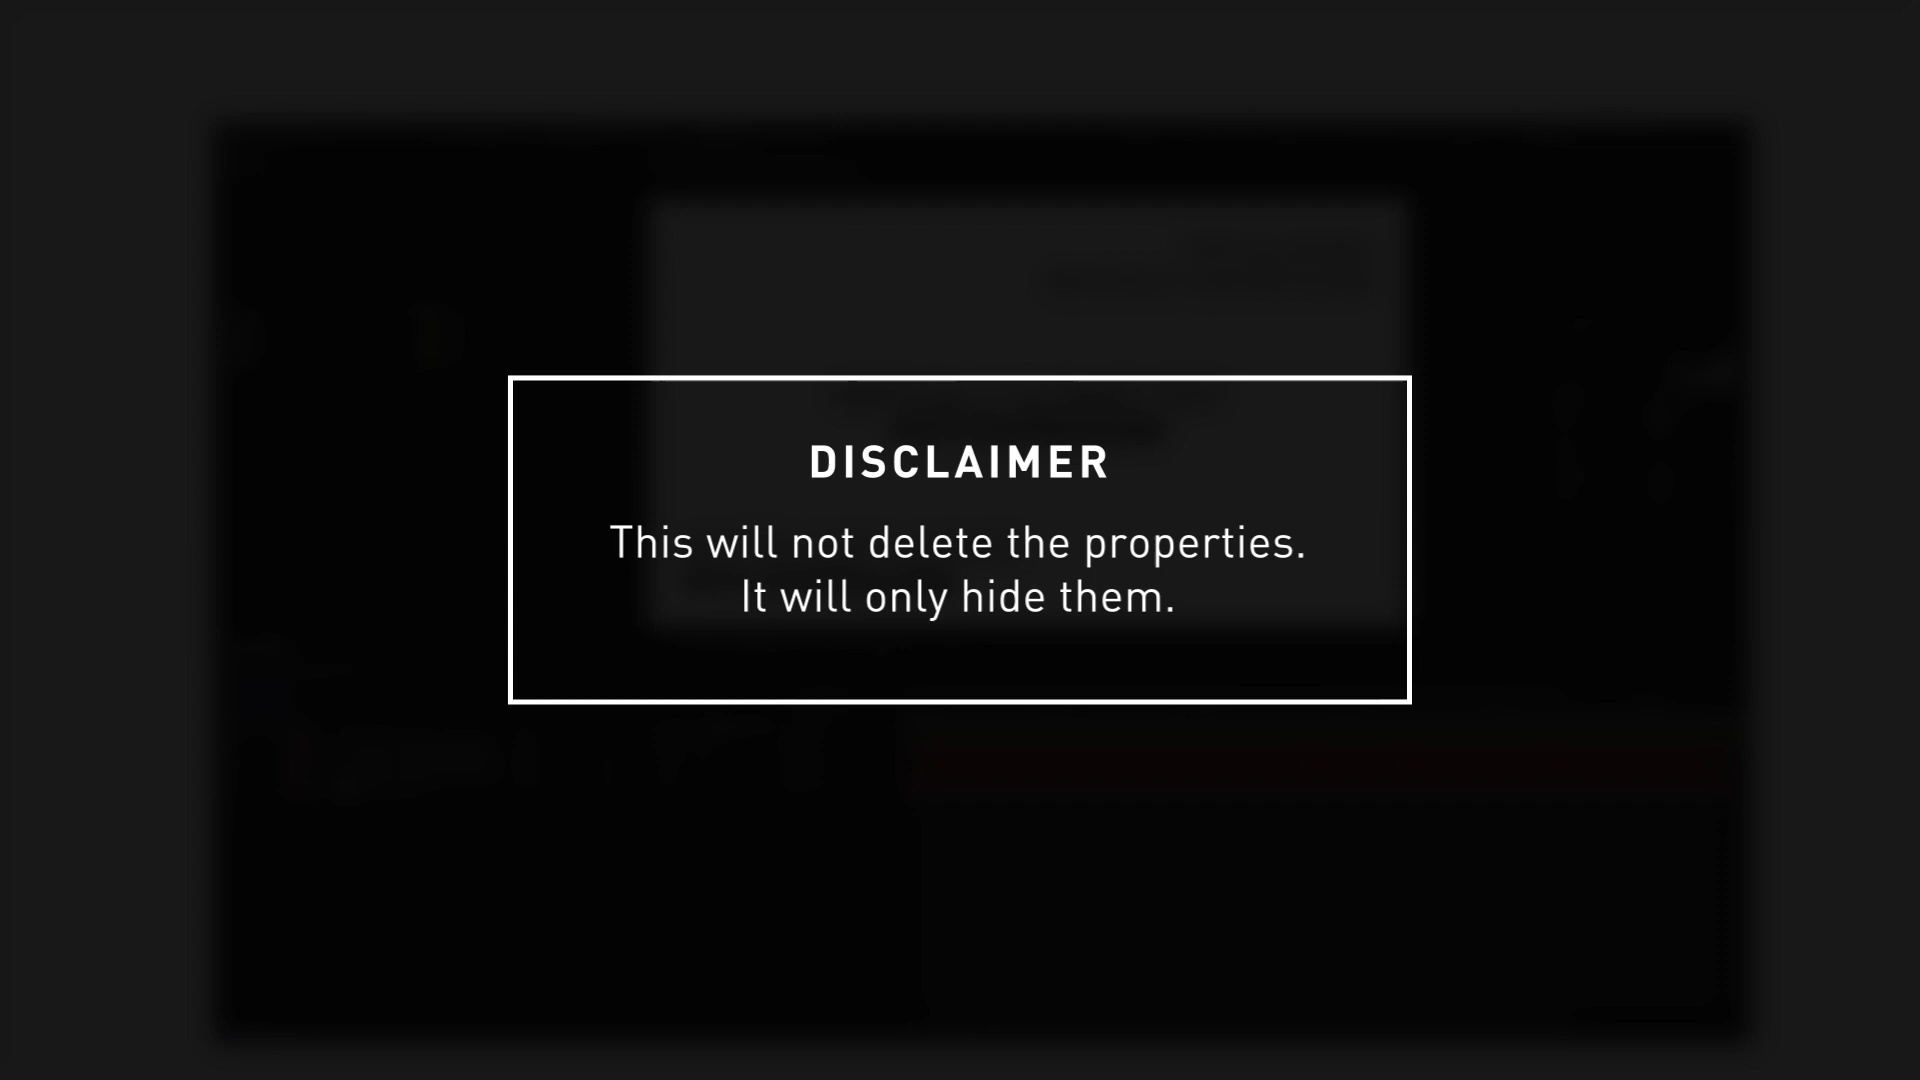 DISCLAIMER
This will not delete the properties.
It will only hide them.